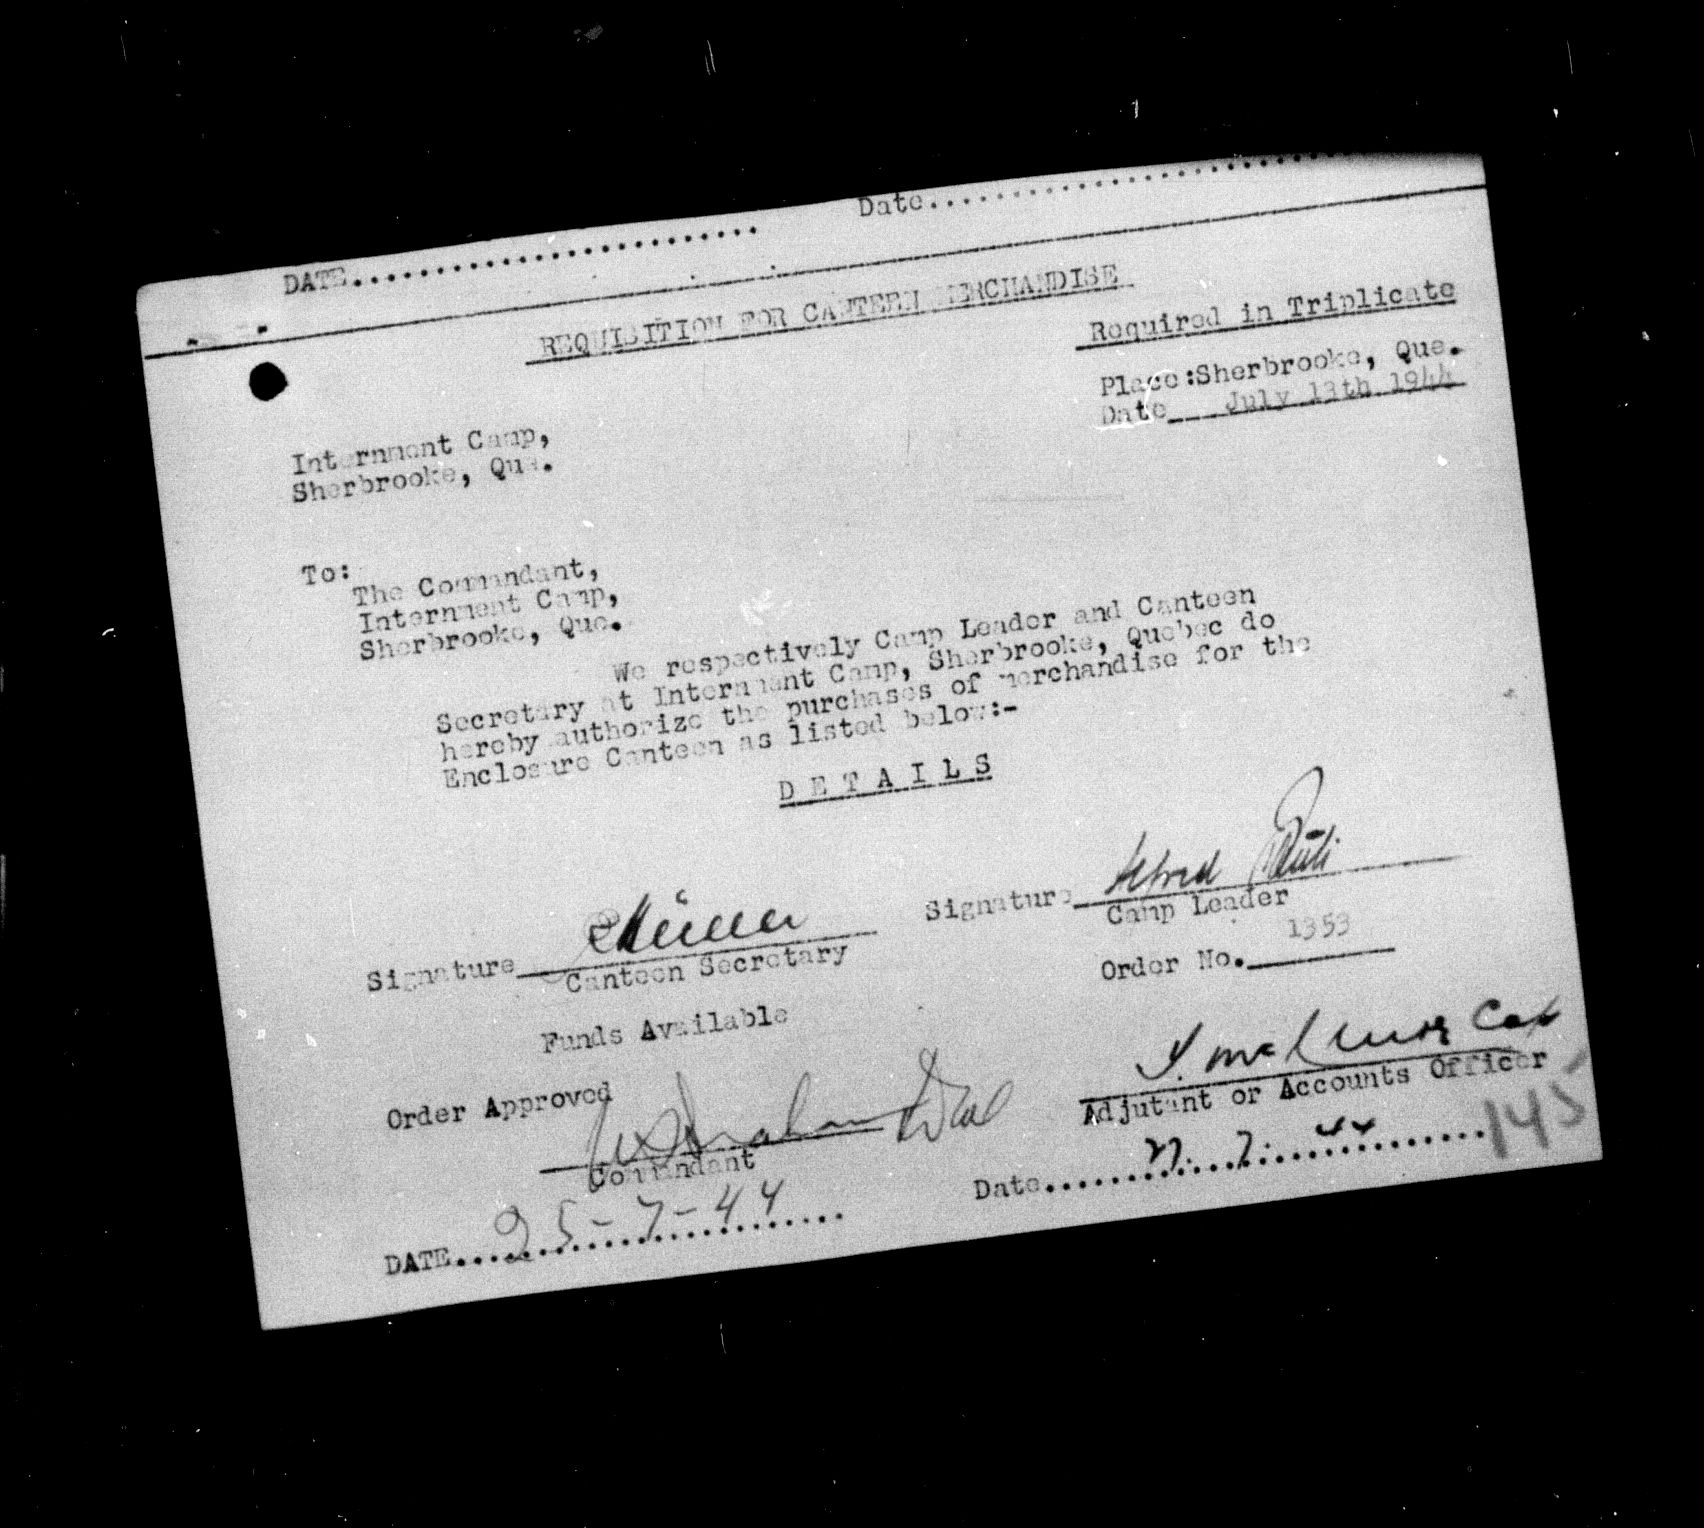 DATE........................... Date...........................
REQUISITION FOR CANTEEN MERCHANDISE
Required in Triplicate
Place:Sherbrooke, Que.
Date July 13th 1944
Internment Camp,
Sherbrooke, Que.
To:
The Commandant,
Internment Camp,
Sherbrooke, Que.
We respectively Camp Leader and Canteen
Secretary at Internment Camp, Sherbrooke, Quebec do
hereby authorize the purchases of merchandise for the
Enclosure Canteen as listed below:-
D E T A I L S
Signature Alfred
Camp Leader
Signature
Canteen Secretary
Order No. 1353
Funds Available
Order Approved
Adjutant or Accounts Officer
Commandant
145
Date
DATE 25-7-44